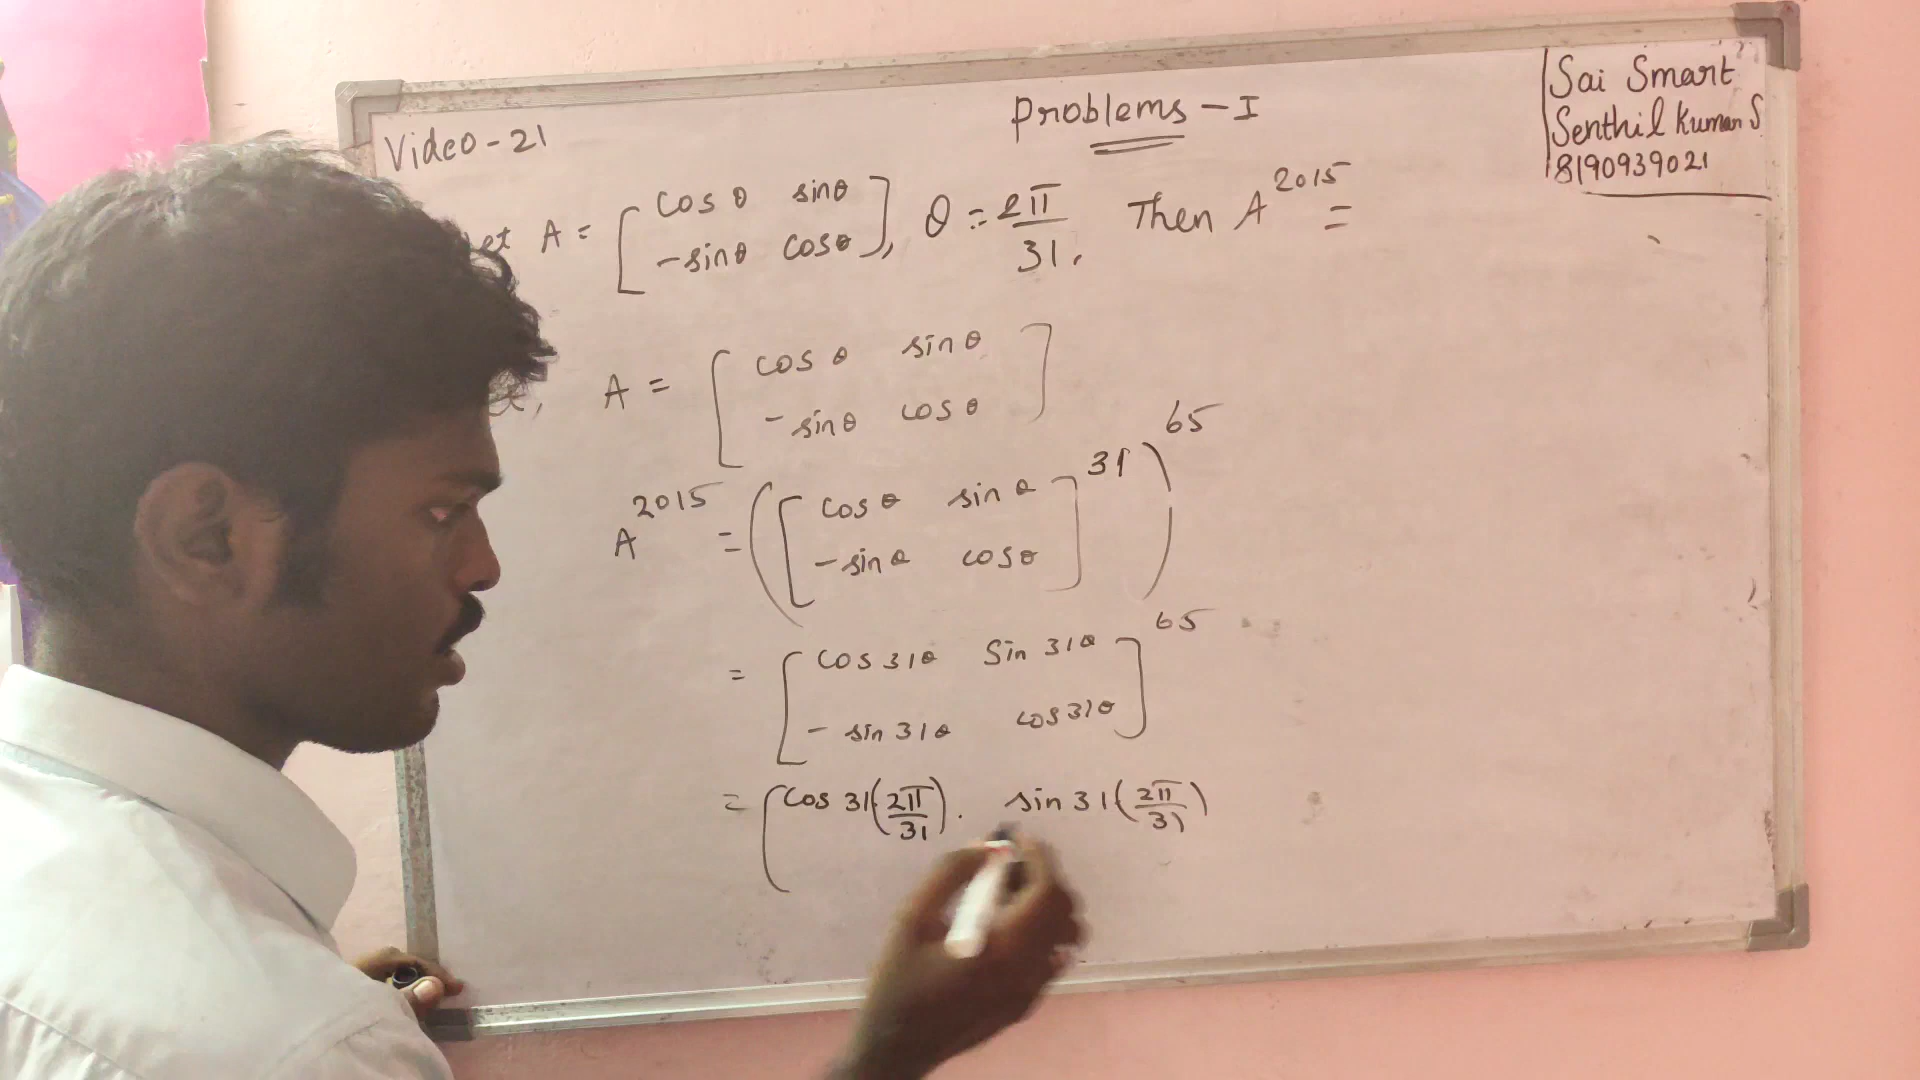 Video-21
Problems - I
Sai Smart
Senthil Kumar S
8190939021
et A = [ cos θ sin θ
-sin θ cos θ ], θ = 2π/31. Then A^2015 =
A = [ cos θ sin θ
-sin θ cos θ ]
A^2015 = ([ cos θ sin θ
-sin θ cos θ ]^31)^65
= [ cos 31θ Sin 31θ
- sin 31θ cos 31θ ]^65
= [ cos 31(2π/31). sin 31(2π/31)